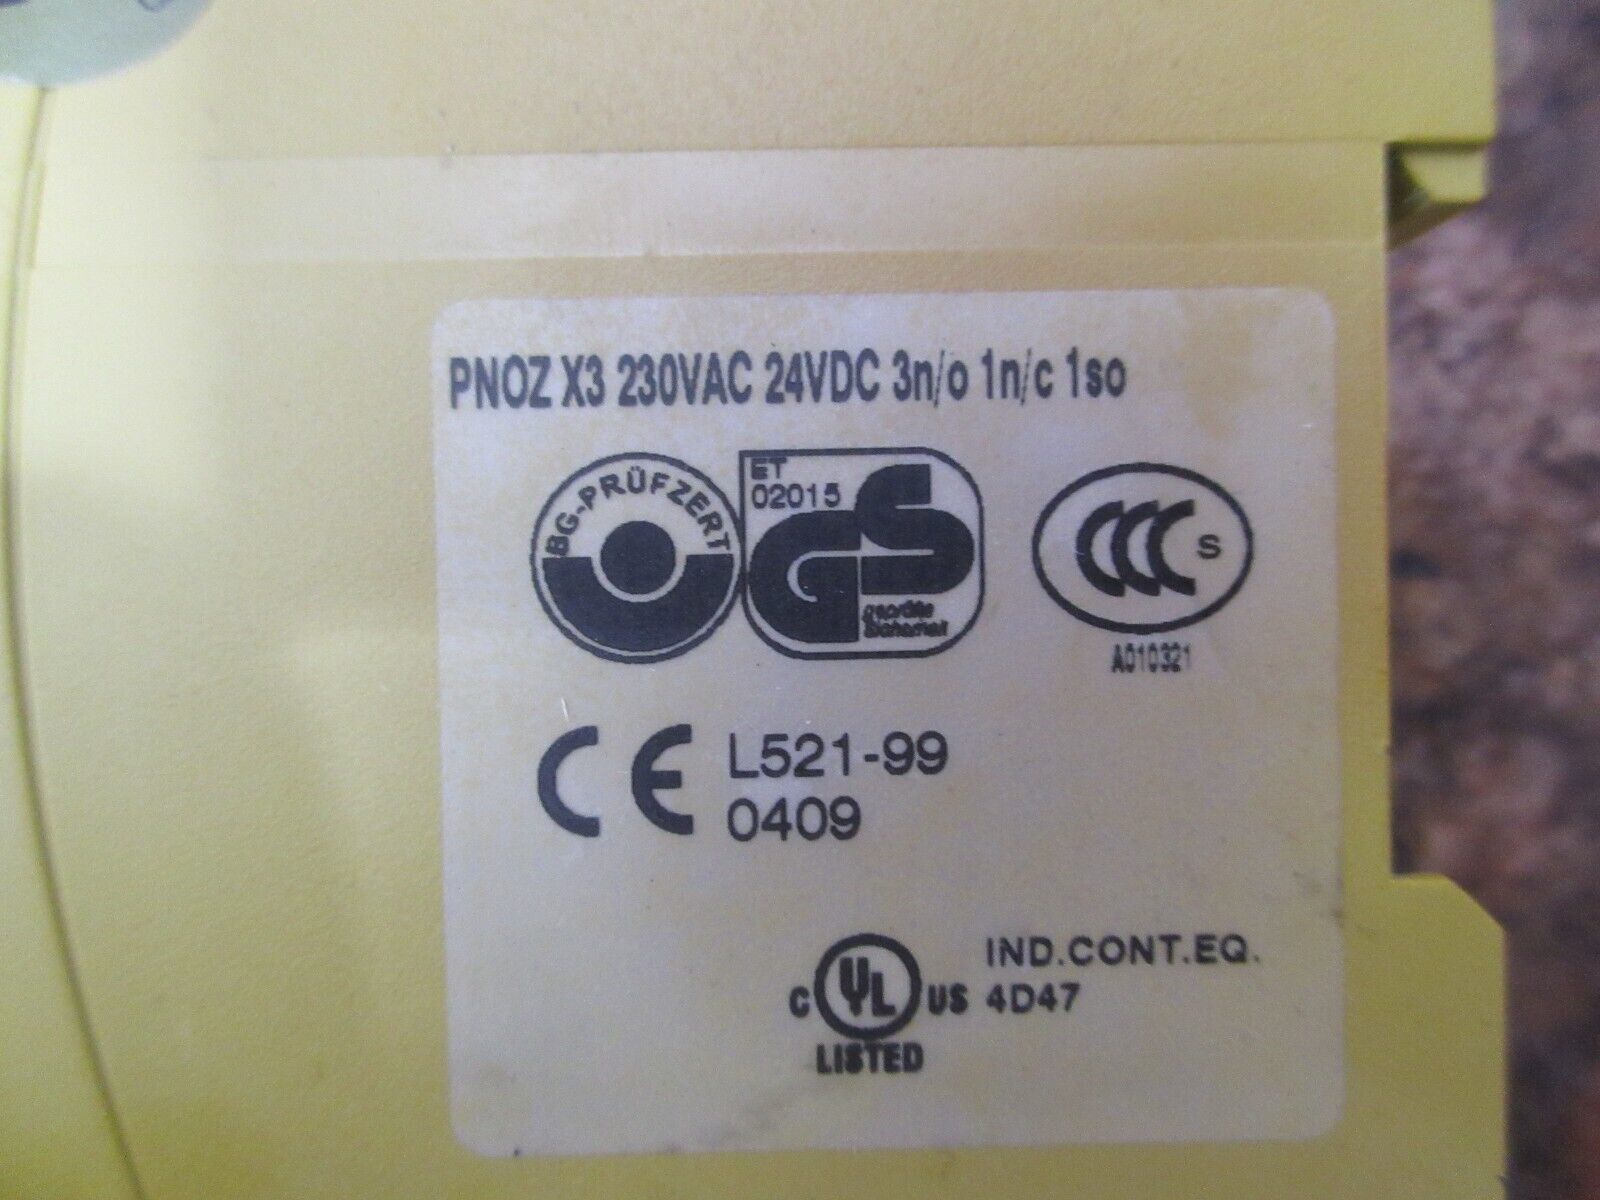 PNOZ X3 230VAC 24VDC 3n/o 1n/c 1so
BG-PRÜFZERT
ET
02015
GS
geprüfte
Sicherheit
CCC S
A010321
CE L521-99
0409
IND.CONT.EQ.
C UL US 4D47
LISTED